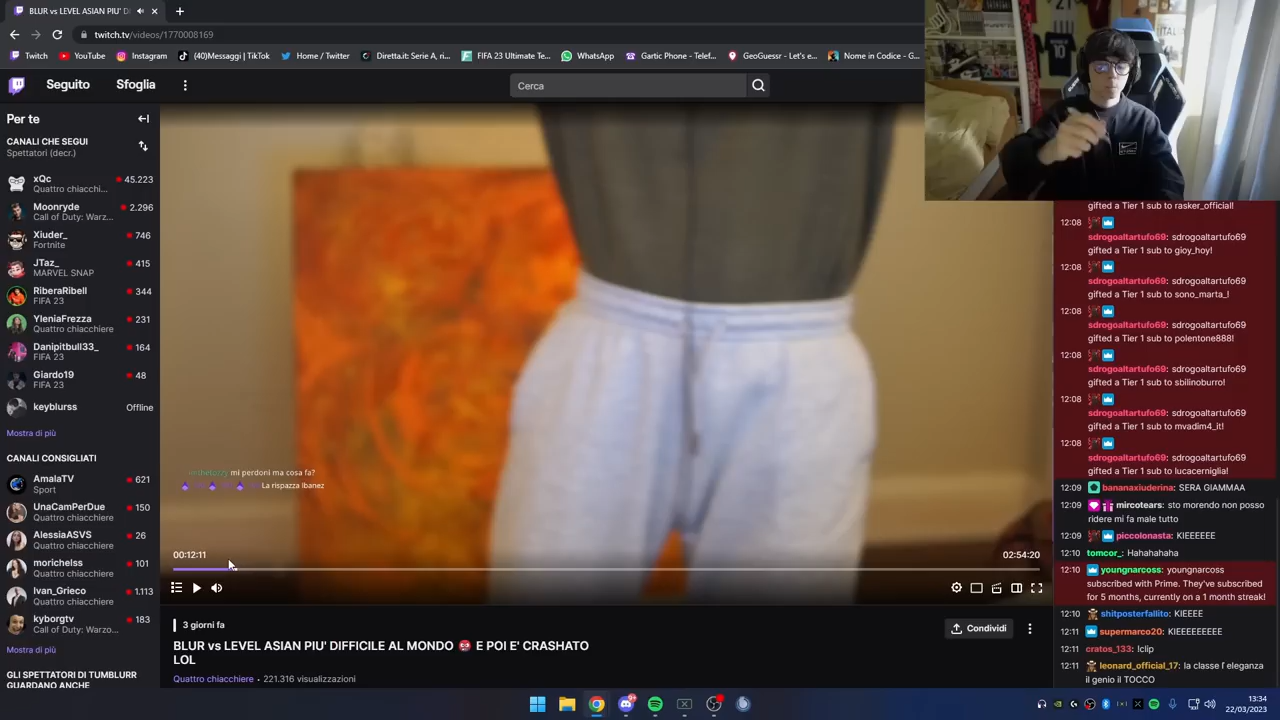 BLUR vs LEVEL ASIAN PIU' DI
twitch.tv/videos/1770008169
Twitch
YouTube
Instagram
(40)Messaggi | TikTok
Home / Twitter
Diretta.it: Serie A, ri...
FIFA 23 Ultimate Te...
WhatsApp
Gartic Phone - Telef...
GeoGuessr - Let's e...
Nome in Codice - G...
Seguito
Sfoglia
Cerca
Per te
CANALI CHE SEGUI
Spettatori (decr.)
xQc 45.223
Quattro chiacchi...
Moonryde 2.296
Call of Duty: Warz...
Xiuder_ 746
Fortnite
JTaz_ 415
MARVEL SNAP
RiberaRibell 344
FIFA 23
YleniaFrezza 231
Quattro chiacchiere
Danipitbull33_ 164
FIFA 23
Giardo19 48
FIFA 23
keyblurss Offline
Mostra di più
CANALI CONSIGLIATI
AmalaTV 621
Sport
UnaCamPerDue 150
Quattro chiacchiere
AlessiaASVS 26
Quattro chiacchiere
morichelss 101
Quattro chiacchiere
Ivan_Grieco 1.113
Quattro chiacchiere
kyborgtv 183
Call of Duty: Warzo...
Mostra di più
GLI SPETTATORI DI TUMBLURR
GUARDANO ANCHE
mi perdoni ma cosa fa?
La rispazza Ibanez
00:12:11
02:54:20
3 giorni fa
Condividi
BLUR vs LEVEL ASIAN PIU' DIFFICILE AL MONDO E POI E' CRASHATO
LOL
Quattro chiacchiere • 221.316 visualizzazioni
gifted a Tier 1 sub to rasker_official!
12:08
sdrogoaltartufo69: sdrogoaltartufo69
gifted a Tier 1 sub to gioy_hoy!
12:08
sdrogoaltartufo69: sdrogoaltartufo69
gifted a Tier 1 sub to sono_marta_!
12:08
sdrogoaltartufo69: sdrogoaltartufo69
gifted a Tier 1 sub to polentone888!
12:08
sdrogoaltartufo69: sdrogoaltartufo69
gifted a Tier 1 sub to sbilinoburro!
12:08
sdrogoaltartufo69: sdrogoaltartufo69
gifted a Tier 1 sub to mvadim4_it!
12:08
sdrogoaltartufo69: sdrogoaltartufo69
gifted a Tier 1 sub to lucacerniglia!
12:09 bananaxiuderina: SERA GIAMMAA
12:09 mircotears: sto morendo non posso
ridere mi fa male tutto
12:09 piccolonasta: KIEEEEE
12:10 tomcor_: Hahahahaha
12:10 youngnarcoss: youngnarcoss
subscribed with Prime. They've subscribed
for 5 months, currently on a 1 month streak!
12:10 shitposterfallito: KIEEEE
12:11 supermarco20: KIEEEEEEEEE
12:11 cratos_133: !clip
12:11 leonard_official_17: la classe l' eleganza
il genio il TOCCO
13:34
22/03/2023